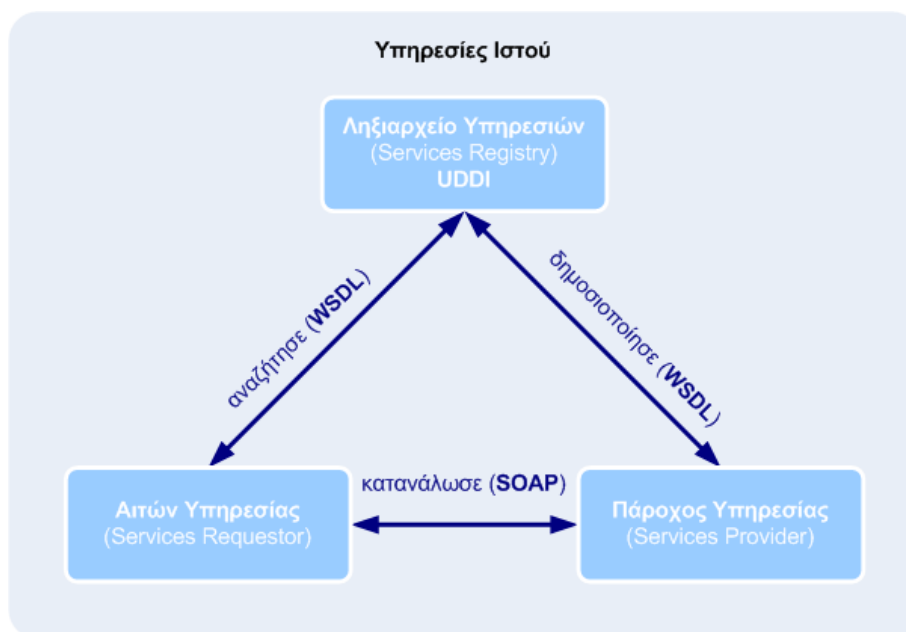 Υπηρεσίες Ιστού
Ληξιαρχείο Υπηρεσιών
(Services Registry)
UDDI
αναζήτησε (WSDL)
δημοσιοποίησε (WSDL)
κατανάλωσε (SOAP)
Αιτών Υπηρεσίας
(Services Requestor)
Πάροχος Υπηρεσίας
(Services Provider)